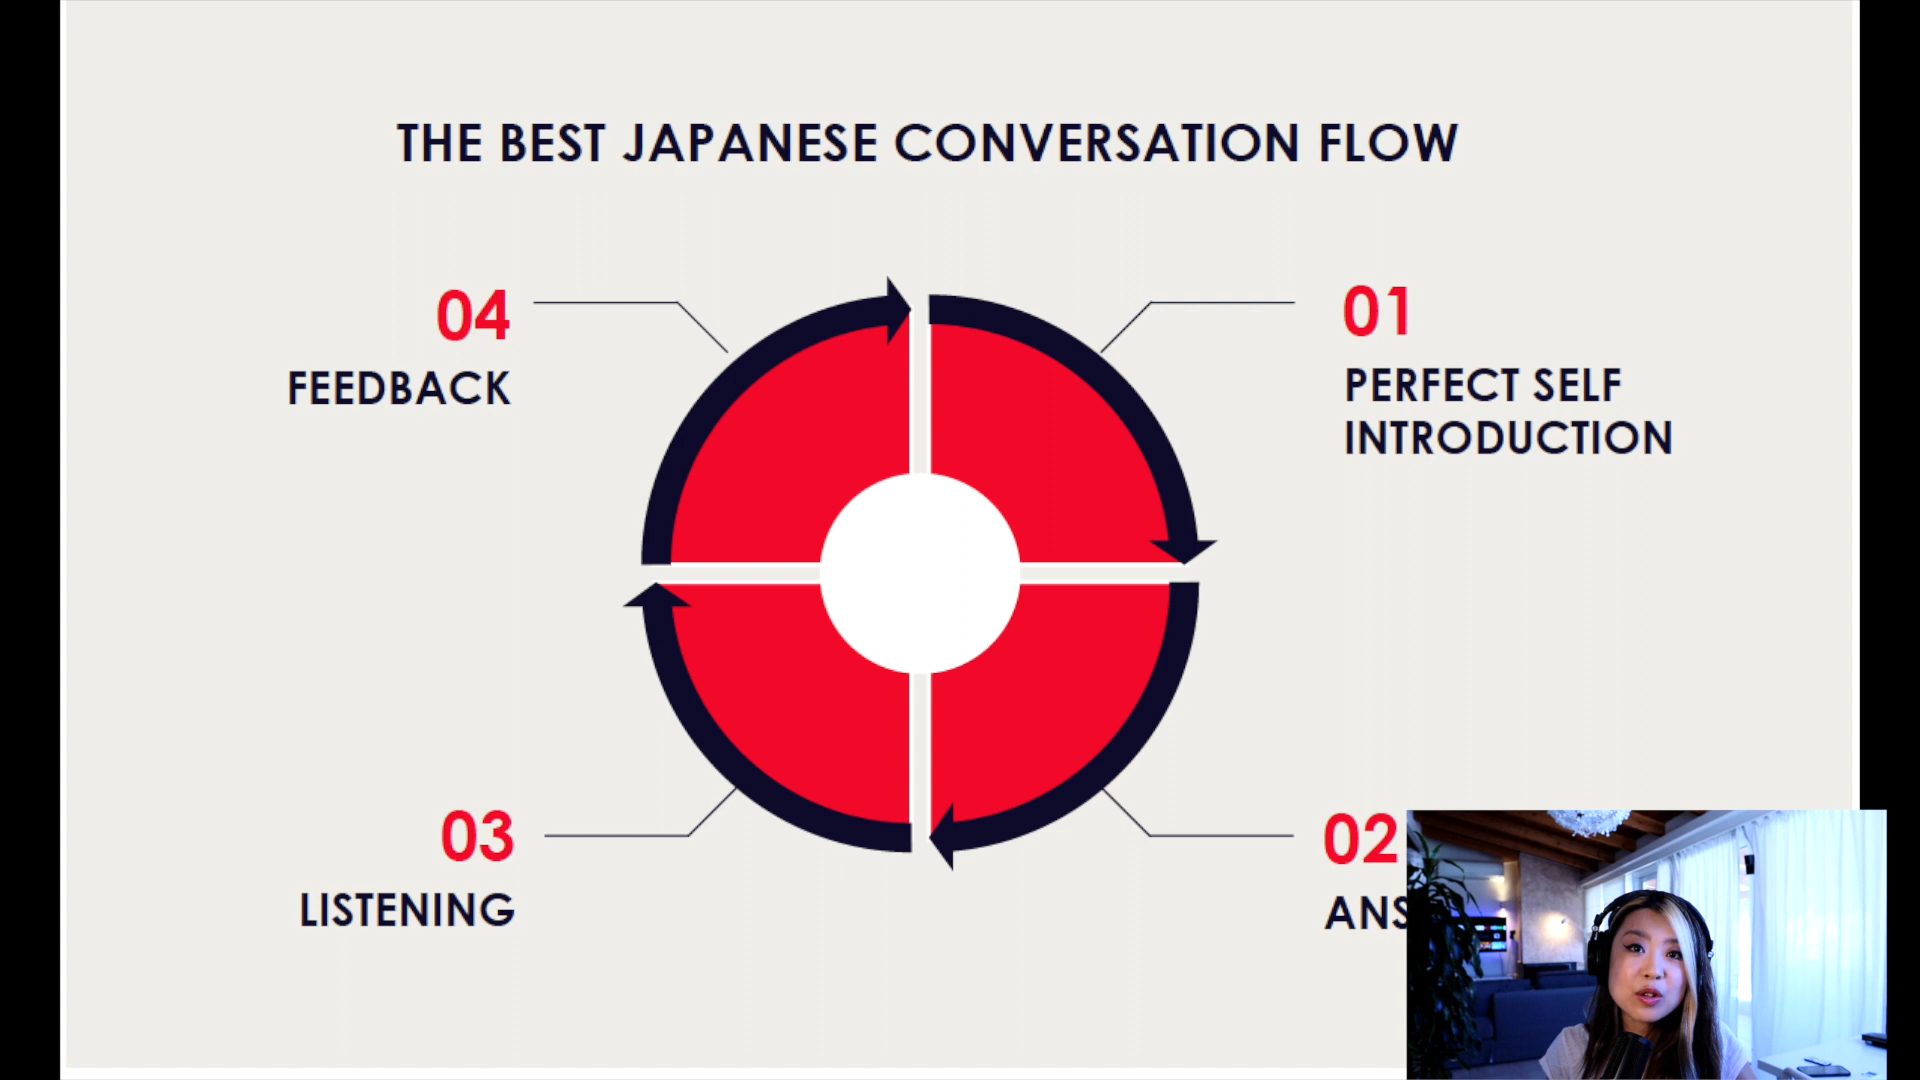 THE BEST JAPANESE CONVERSATION FLOW
01
PERFECT SELF
INTRODUCTION
02
03
LISTENING
04
FEEDBACK